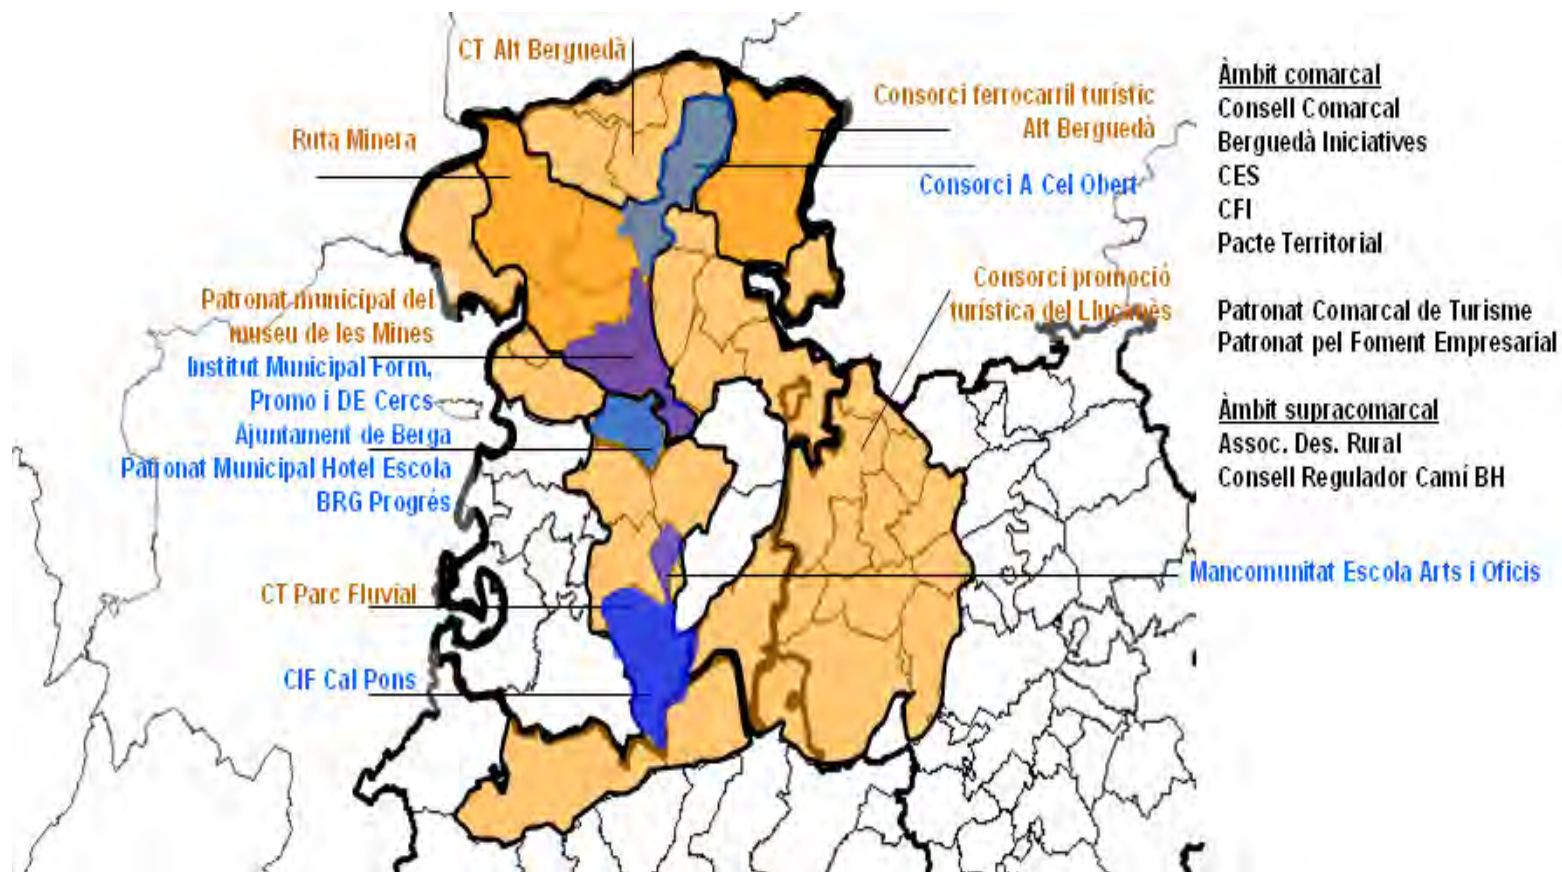 CT Alt Berguedà
Ruta Minera
Consorci ferrocarril turístic
Alt Berguedà
Consorci A Cel Obert
Patronat municipal del
museu de les Mines
Institut Municipal Form,
Promo i DE Cercs
Ajuntament de Berga
Patronat Municipal Hotel Escola
BRG Progrés
Consorci promoció
turística del Lluçanès
CT Parc Fluvial
CIF Cal Pons
Mancomunitat Escola Arts i Oficis
Àmbit comarcal
Consell Comarcal
Berguedà Iniciatives
CES
CFI
Pacte Territorial
Patronat Comarcal de Turisme
Patronat pel Foment Empresarial
Àmbit supracomarcal
Assoc. Des. Rural
Consell Regulador Camí BH